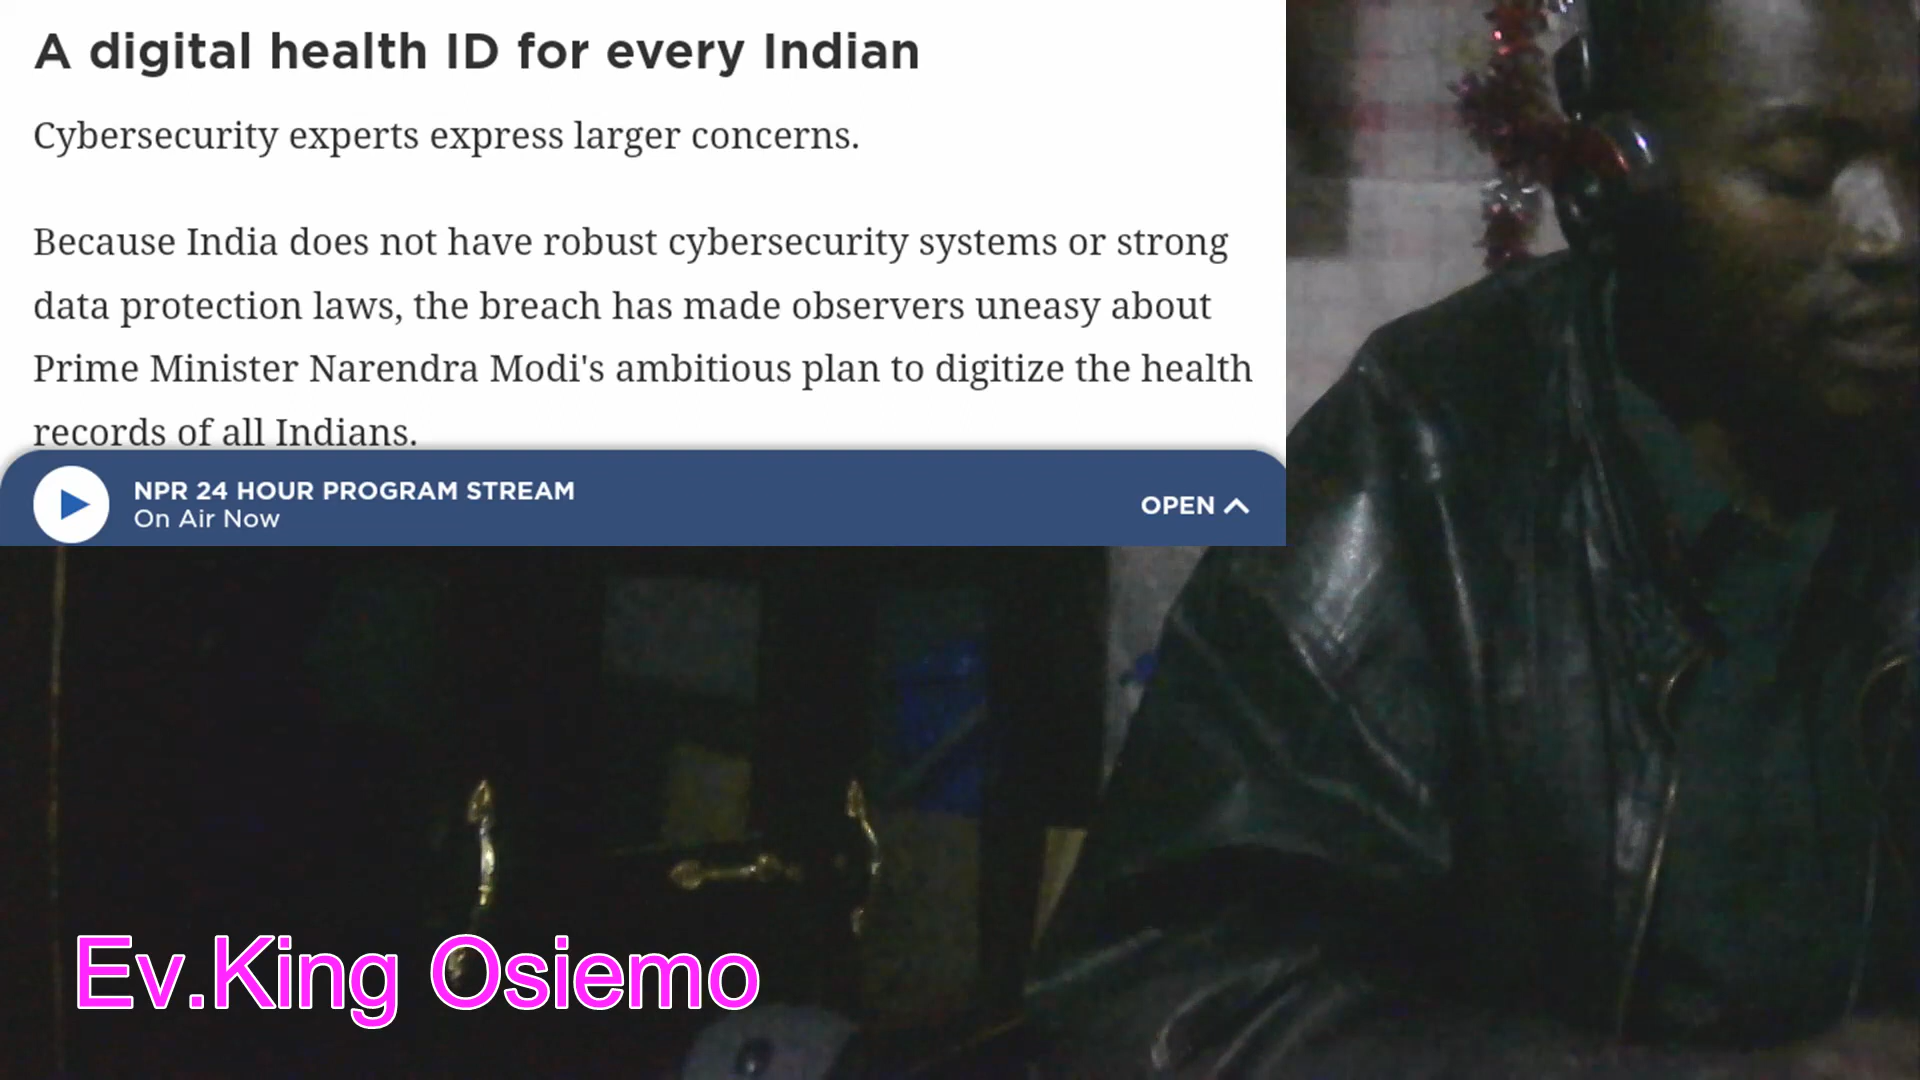 A digital health ID for every Indian
Cybersecurity experts express larger concerns.
Because India does not have robust cybersecurity systems or strong
data protection laws, the breach has made observers uneasy about
Prime Minister Narendra Modi's ambitious plan to digitize the health
records of all Indians.
NPR 24 HOUR PROGRAM STREAM
On Air Now
OPEN
Ev.King Osiemo